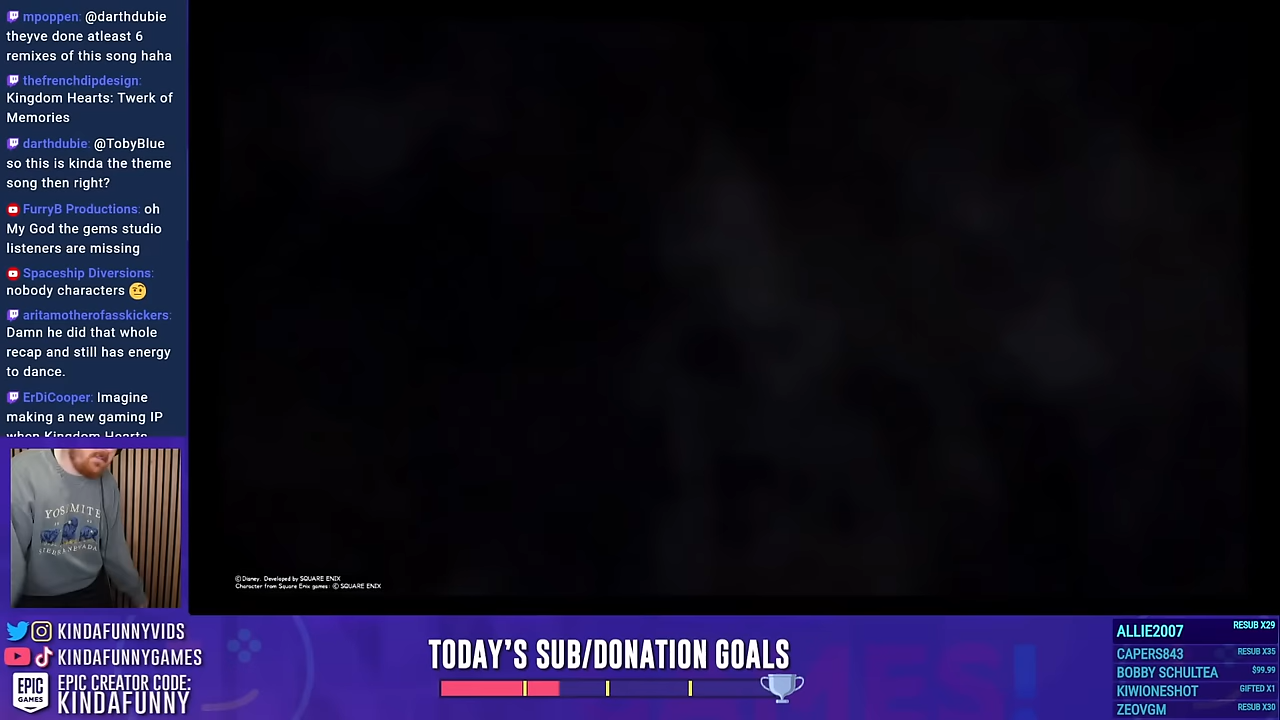 mpoppen: @darthdubie
theyve done atleast 6
remixes of this song haha
thefrenchdipdesign:
Kingdom Hearts: Twerk of
Memories
darthdubie: @TobyBlue
so this is kinda the theme
song then right?
FurryB Productions: oh
My God the gems studio
listeners are missing
Spaceship Diversions:
nobody characters 🤨
aritamotherofasskickers:
Damn he did that whole
recap and still has energy
to dance.
ErDiCooper: Imagine
making a new gaming IP
when Kingdom Hearts
YOSEMITE
SIERRA NEVADA
© Disney. Developed by SQUARE ENIX
Character from Square Enix games: © SQUARE ENIX
KINDAFUNNYVIDS
KINDAFUNNYGAMES
EPIC GAMES
EPIC CREATOR CODE:
KINDAFUNNY
TODAY'S SUB/DONATION GOALS
ALLIE2007 RESUB X29
CAPERS843 RESUB X35
BOBBY SCHULTEA $99.99
KIWIONESHOT GIFTED X1
ZEOVGM RESUB X30